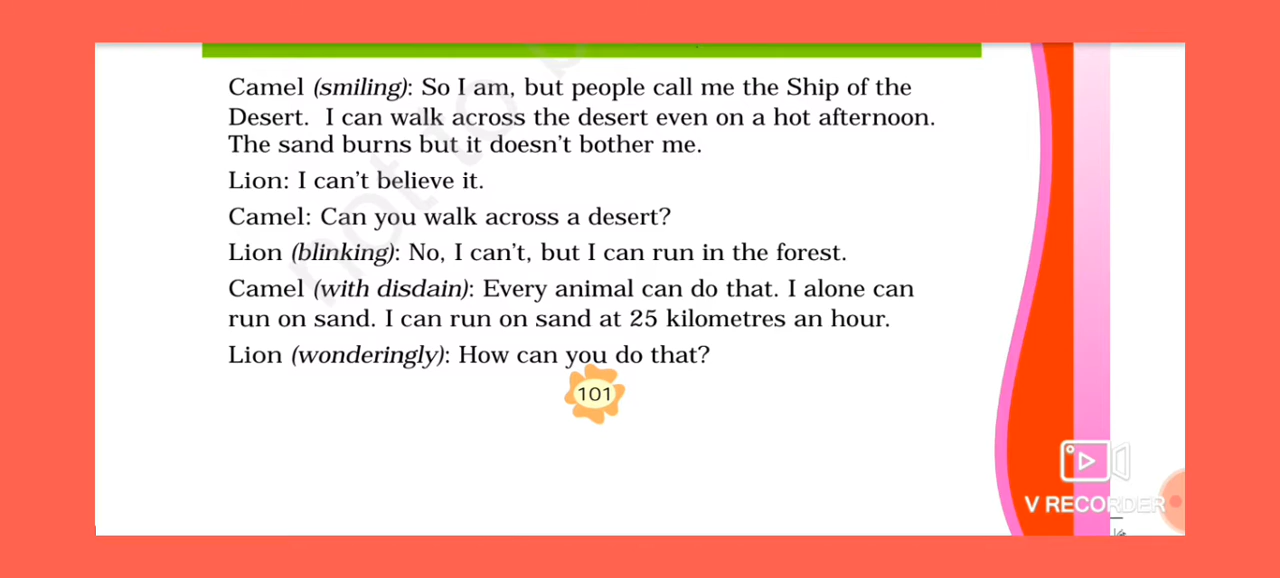 Camel (smiling): So I am, but people call me the Ship of the
Desert. I can walk across the desert even on a hot afternoon.
The sand burns but it doesn't bother me.
Lion: I can't believe it.
Camel: Can you walk across a desert?
Lion (blinking): No, I can't, but I can run in the forest.
Camel (with disdain): Every animal can do that. I alone can
run on sand. I can run on sand at 25 kilometres an hour.
Lion (wonderingly): How can you do that?
101
V RECORDER
not to b